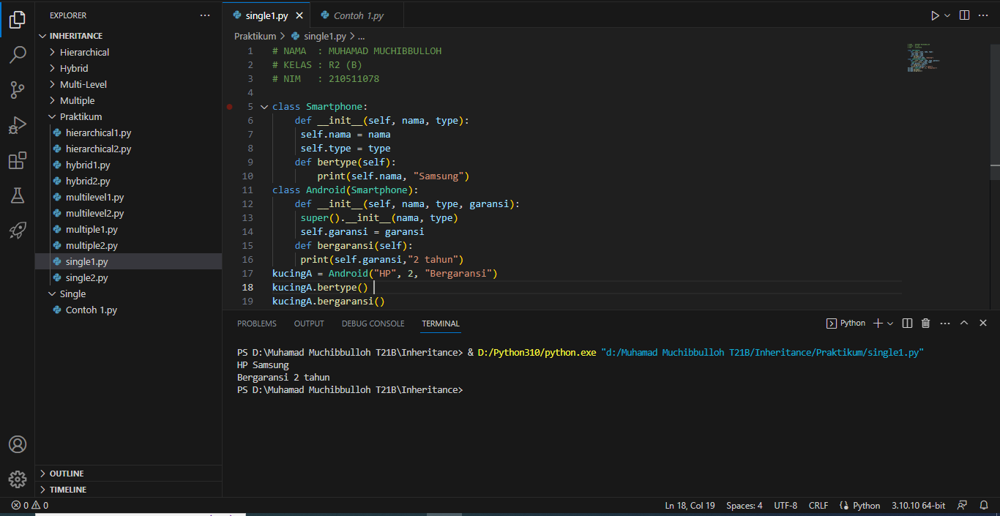 EXPLORER
INHERITANCE
Hierarchical
Hybrid
Multi-Level
Multiple
Praktikum
hierarchical1.py
hierarchical2.py
hybrid1.py
hybrid2.py
multilevel1.py
multilevel2.py
multiple1.py
multiple2.py
single1.py
single2.py
Single
Contoh 1.py
OUTLINE
TIMELINE
single1.py Contoh 1.py
Praktikum > single1.py > ...
1 # NAMA  : MUHAMAD MUCHIBBULLOH
2 # KELAS : R2 (B)
3 # NIM   : 210511078
4
5 class Smartphone:
6     def __init__(self, nama, type):
7      self.nama = nama
8      self.type = type
9     def bertype(self):
10         print(self.nama, "Samsung")
11 class Android(Smartphone):
12     def __init__(self, nama, type, garansi):
13      super().__init__(nama, type)
14      self.garansi = garansi
15     def bergaransi(self):
16      print(self.garansi,"2 tahun")
17 kucingA = Android("HP", 2, "Bergaransi")
18 kucingA.bertype()
19 kucingA.bergaransi()
PROBLEMS OUTPUT DEBUG CONSOLE TERMINAL Python
PS D:\Muhamad Muchibbulloh T21B\Inheritance> & D:/Python310/python.exe "d:/Muhamad Muchibbulloh T21B/Inheritance/Praktikum/single1.py"
HP Samsung
Bergaransi 2 tahun
PS D:\Muhamad Muchibbulloh T21B\Inheritance>
0 0 Ln 18, Col 19 Spaces: 4 UTF-8 CRLF Python 3.10.10 64-bit